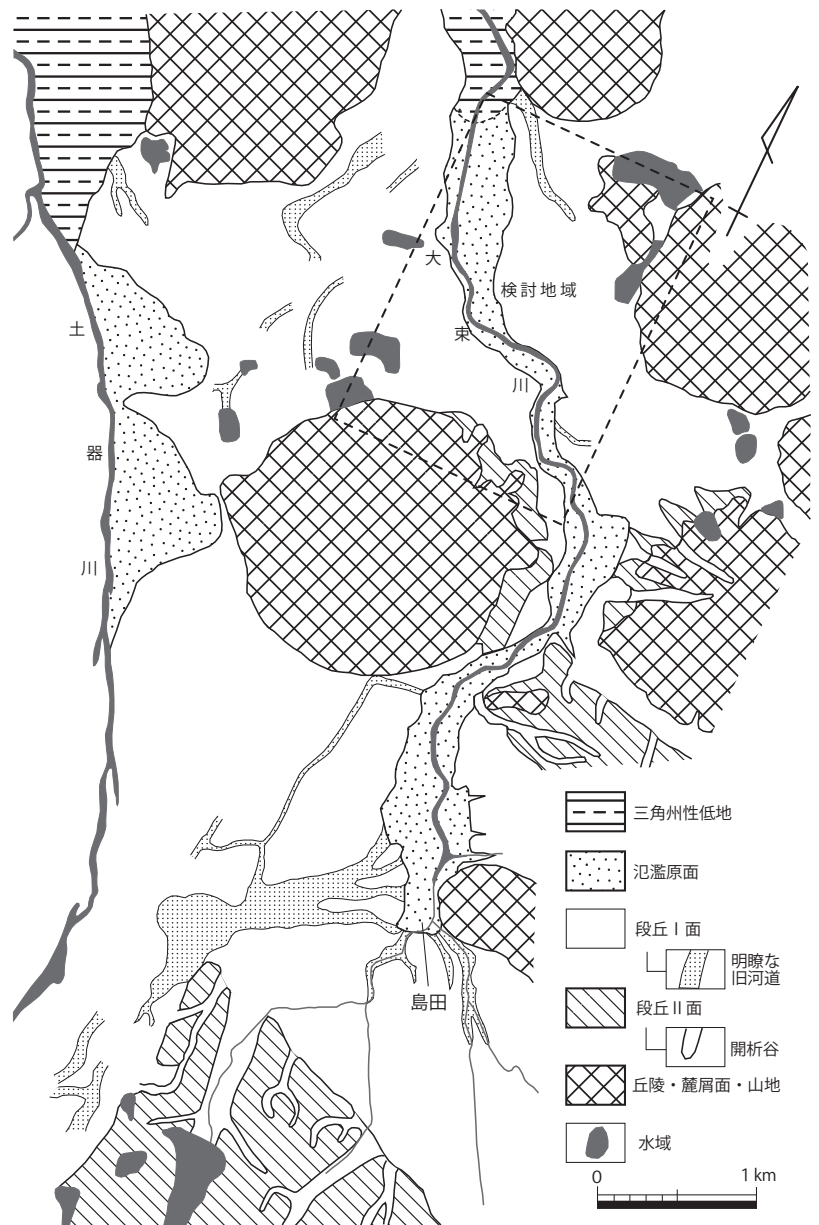 土
器
川
大
束
川
検討地域
島田
三角州性低地
氾濫原面
段丘Ⅰ面
明瞭な
旧河道
段丘Ⅱ面
開析谷
丘陵・麓屑面・山地
水域
0 1 km